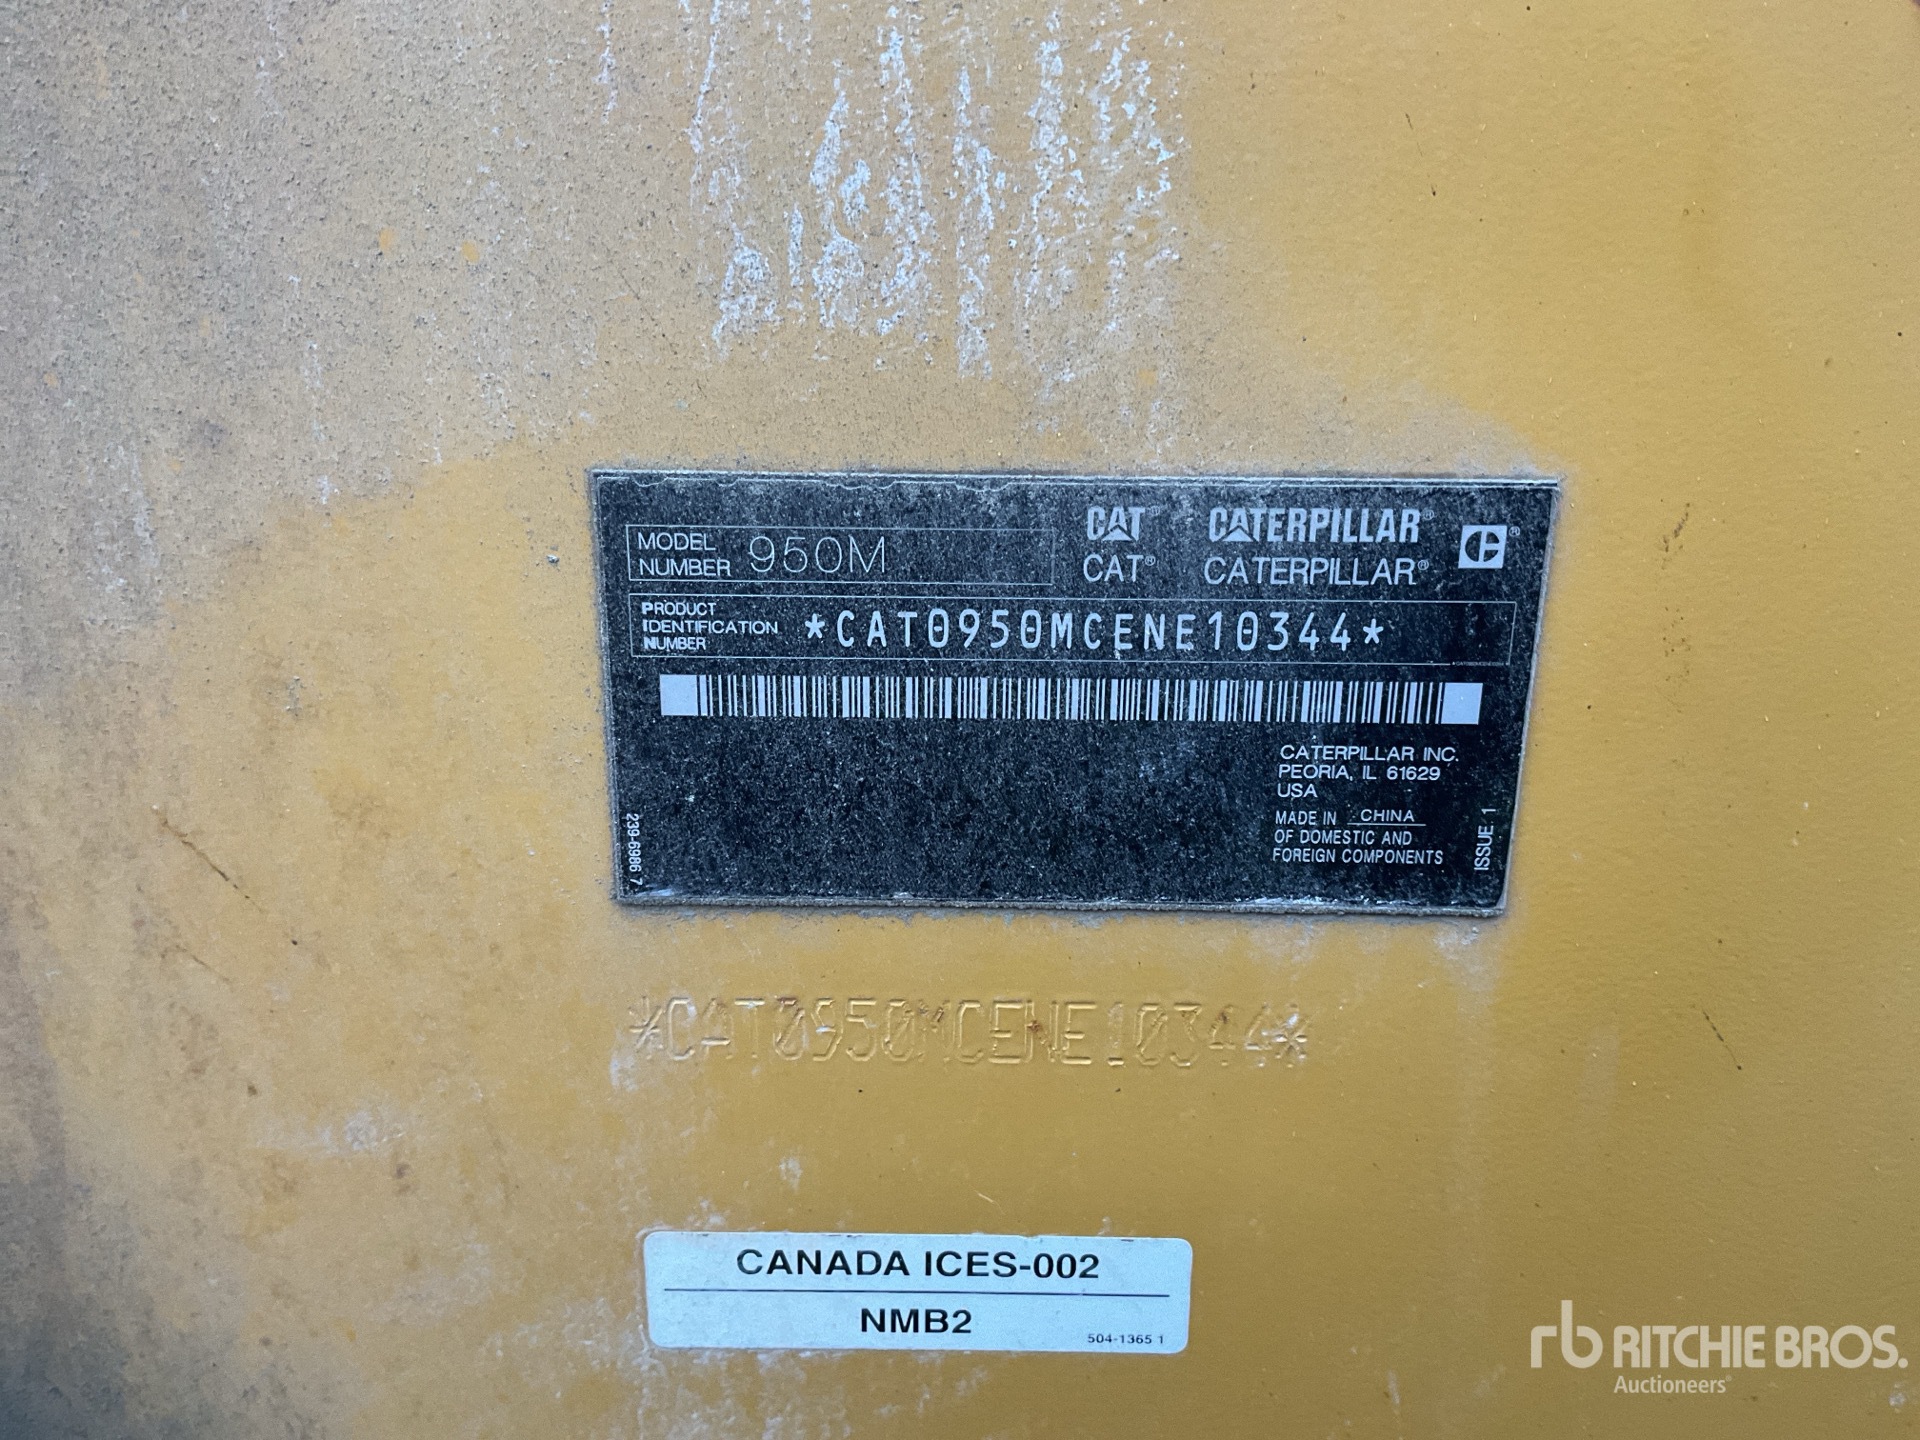 MODEL
NUMBER 950M
CAT® CATERPILLAR®
CAT® CATERPILLAR® ®
PRODUCT
IDENTIFICATION
NUMBER
*CAT0950MCENE10344*
CATERPILLAR INC.
PEORIA, IL 61629
USA
MADE IN CHINA
OF DOMESTIC AND
FOREIGN COMPONENTS
239-6986 7
ISSUE: 1
*CAT0950MCENE10344*
CANADA ICES-002
NMB2
504-1365 1
rb RITCHIE BROS.
Auctioneers